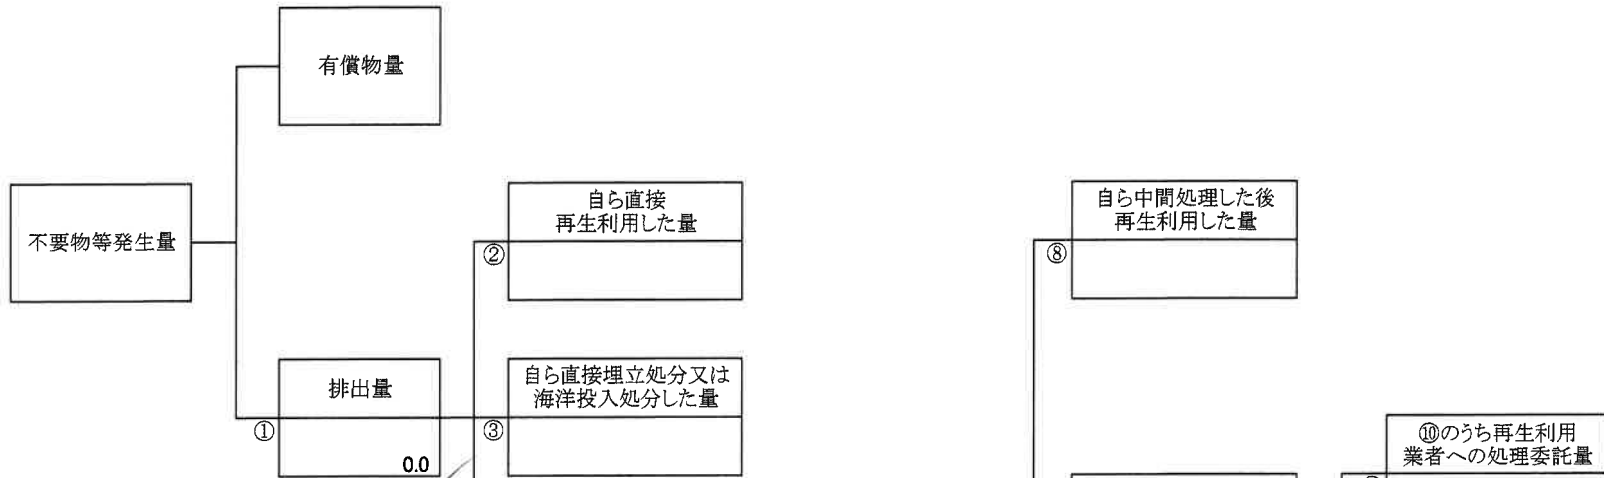 有償物量
不要物等発生量
自ら直接
再生利用した量
②
自ら中間処理した後
再生利用した量
⑧
排出量
①
0.0
自ら直接埋立処分又は
海洋投入処分した量
③
⑩のうち再生利用
業者への処理委託量